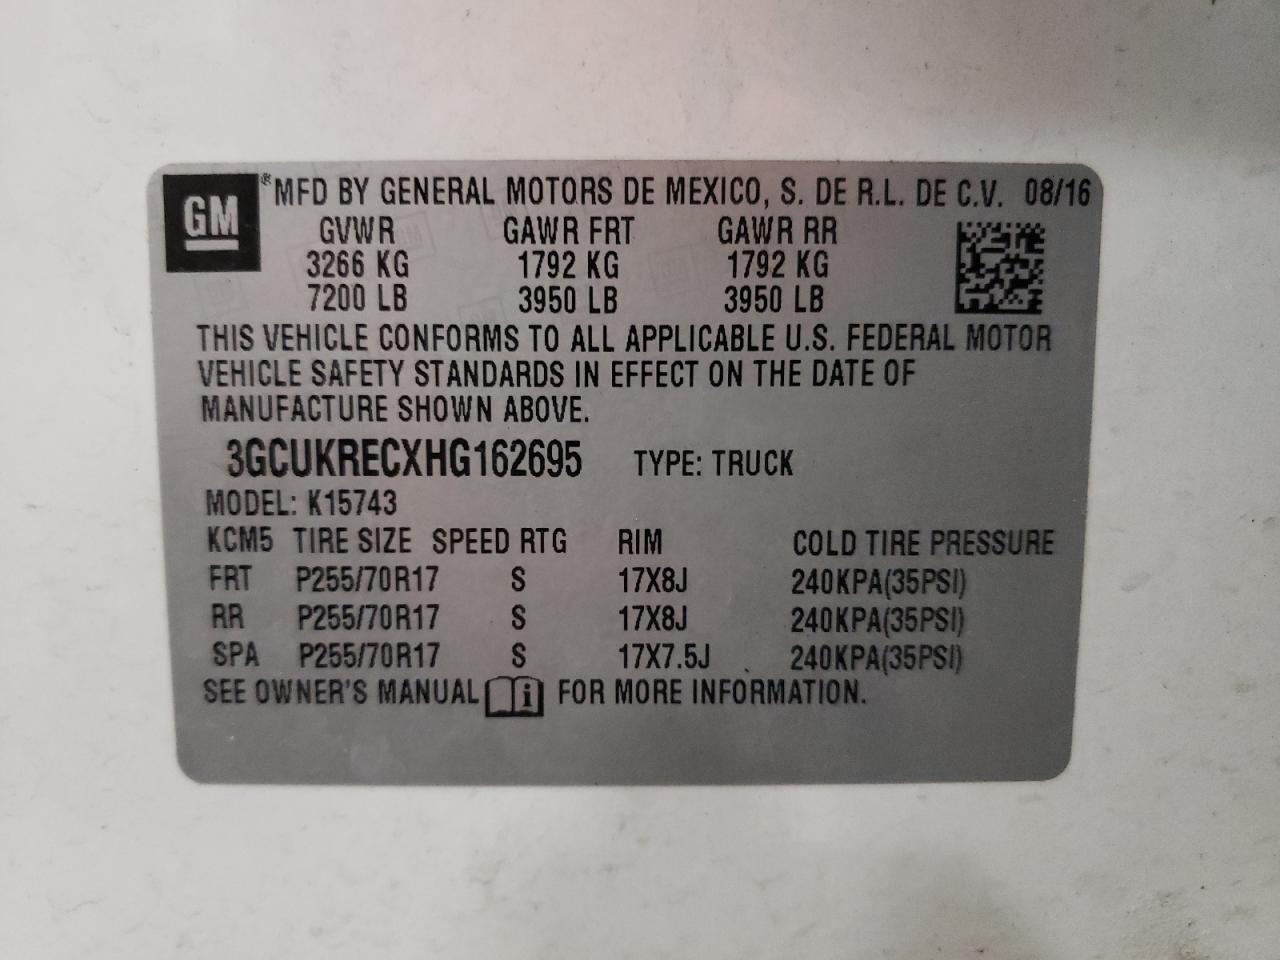 GM ® MFD BY GENERAL MOTORS DE MEXICO, S. DE R.L. DE C.V. 08/16
GVWR GAWR FRT GAWR RR
3266 KG 1792 KG 1792 KG
7200 LB 3950 LB 3950 LB
THIS VEHICLE CONFORMS TO ALL APPLICABLE U.S. FEDERAL MOTOR
VEHICLE SAFETY STANDARDS IN EFFECT ON THE DATE OF
MANUFACTURE SHOWN ABOVE.
3GCUKRECXHG162695 TYPE: TRUCK
MODEL: K15743
KCM5 TIRE SIZE SPEED RTG RIM COLD TIRE PRESSURE
FRT P255/70R17 S 17X8J 240KPA(35PSI)
RR P255/70R17 S 17X8J 240KPA(35PSI)
SPA P255/70R17 S 17X7.5J 240KPA(35PSI)
SEE OWNER'S MANUAL i FOR MORE INFORMATION.